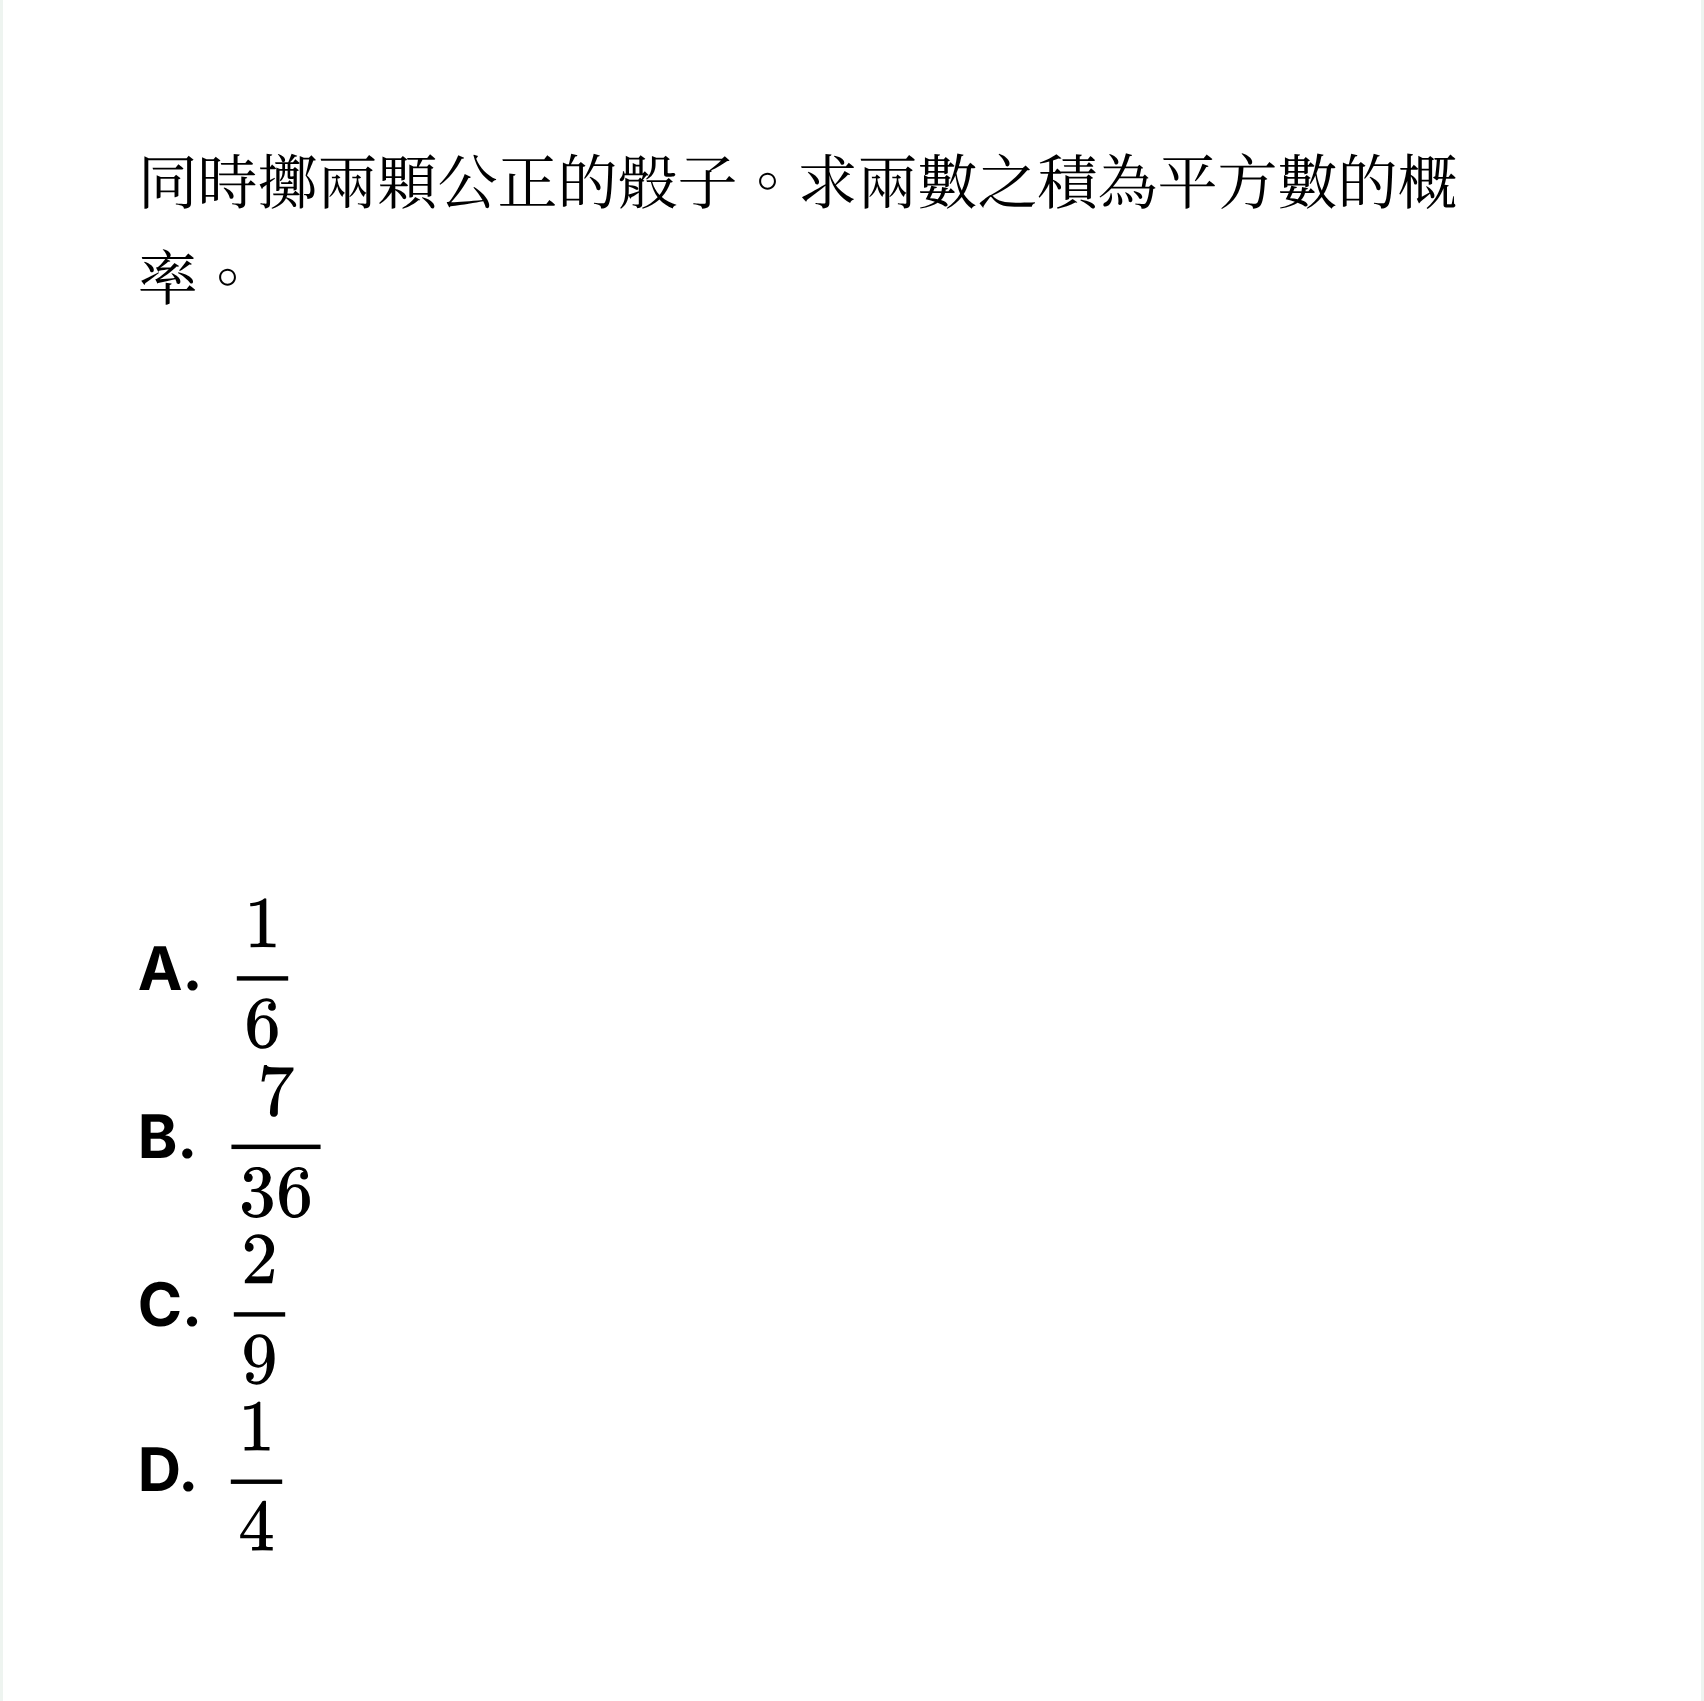 同時擲兩顆公正的骰子。求兩數之積為平方數的概
率。
A. 1/6
B. 7/36
C. 2/9
D. 1/4